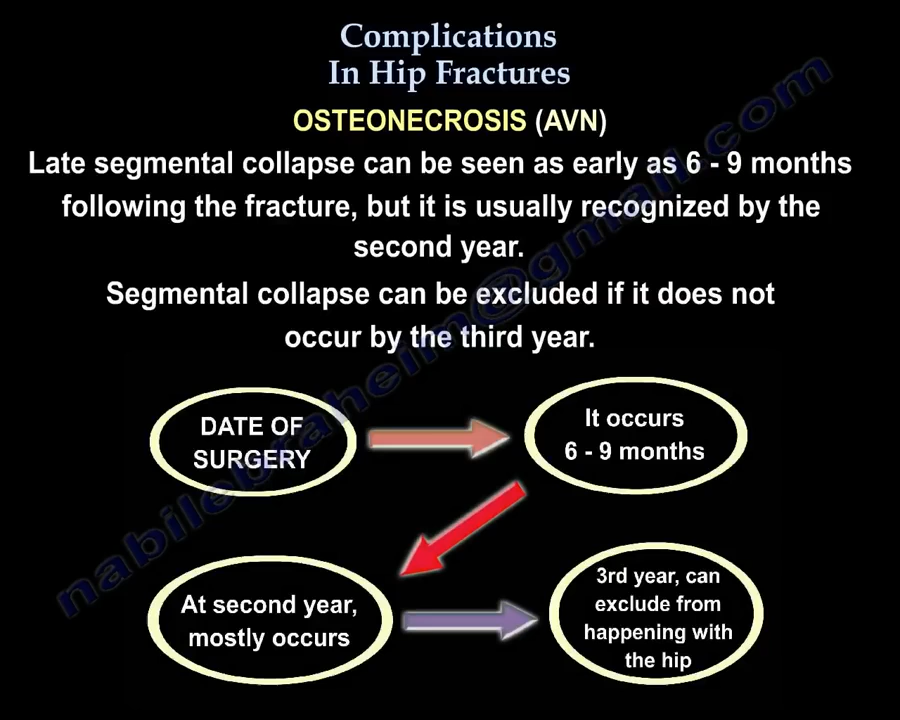 Complications
In Hip Fractures
OSTEONECROSIS (AVN)
Late segmental collapse can be seen as early as 6 - 9 months
following the fracture, but it is usually recognized by the
second year.
Segmental collapse can be excluded if it does not
occur by the third year.
DATE OF
SURGERY
It occurs
6 - 9 months
At second year,
mostly occurs
3rd year, can
exclude from
happening with
the hip
nabilebraheim@gmail.com